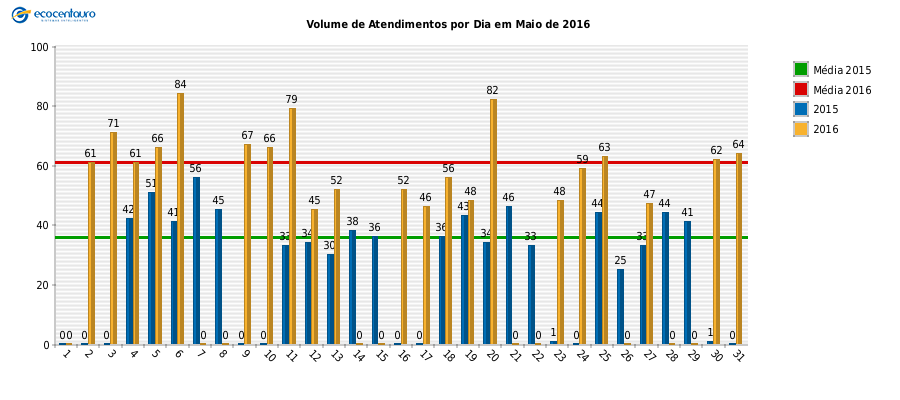 ecocentauro
Volume de Atendimentos por Dia em Maio de 2016
100
80
60
40
20
0
0 0 0 61 0 71 42 61 51 66 41 84 56 0 45 0 0 67 0 66 33 79 34 45 30 52 38 0 36 0 0 52 0 46 36 56 43 48 34 82 46 0 33 0 1 48 0 59 44 63 25 0 33 47 44 0 41 0 1 62 0 64
1 2 3 4 5 6 7 8 9 10 11 12 13 14 15 16 17 18 19 20 21 22 23 24 25 26 27 28 29 30 31
Média 2015
Média 2016
2015
2016